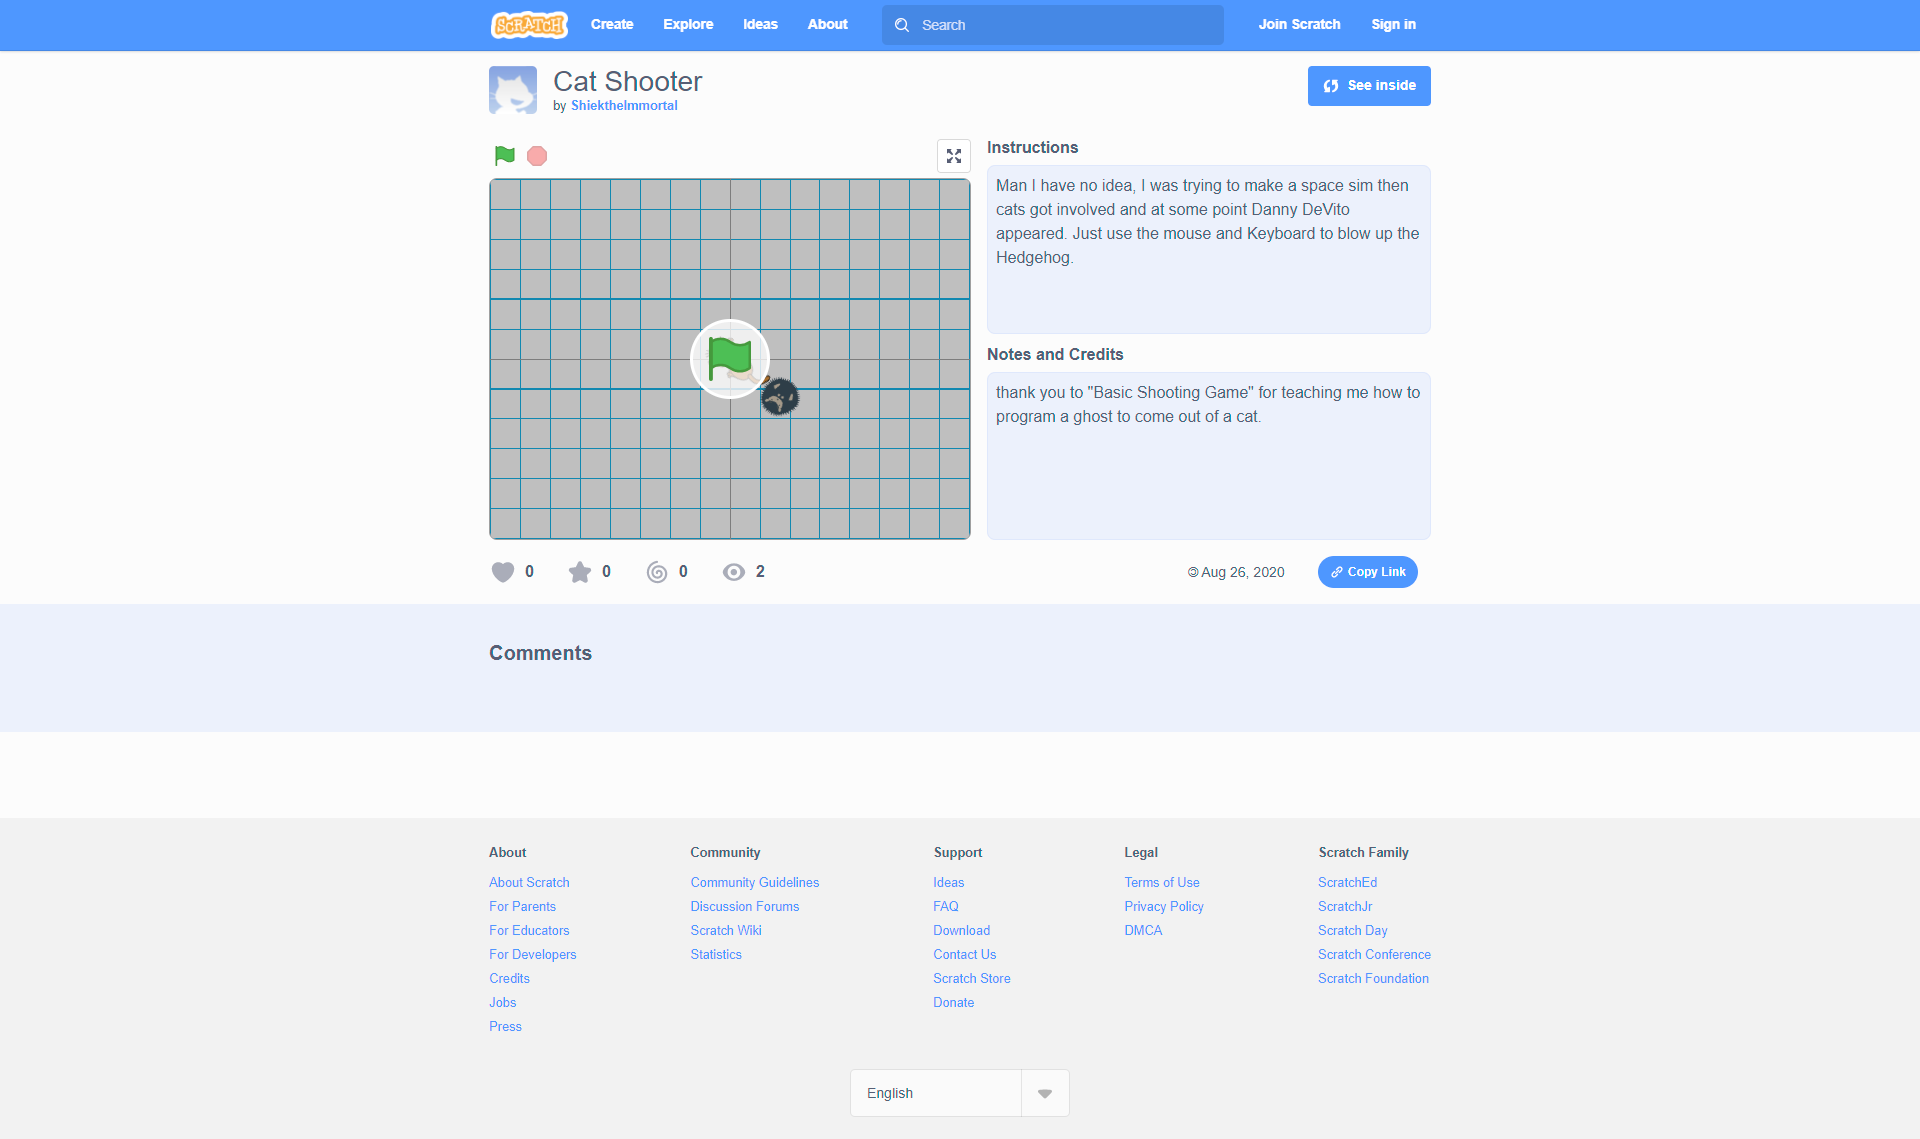 SCRATCH Create Explore Ideas About Search Join Scratch Sign in
Cat Shooter
by ShiektheImmortal
See inside
Instructions
Man I have no idea, I was trying to make a space sim then
cats got involved and at some point Danny DeVito
appeared. Just use the mouse and Keyboard to blow up the
Hedgehog.
Notes and Credits
thank you to "Basic Shooting Game" for teaching me how to
program a ghost to come out of a cat.
0 0 0 2
© Aug 26, 2020
Copy Link
Comments
About
About Scratch
For Parents
For Educators
For Developers
Credits
Jobs
Press
Community
Community Guidelines
Discussion Forums
Scratch Wiki
Statistics
Support
Ideas
FAQ
Download
Contact Us
Scratch Store
Donate
Legal
Terms of Use
Privacy Policy
DMCA
Scratch Family
ScratchEd
ScratchJr
Scratch Day
Scratch Conference
Scratch Foundation
English